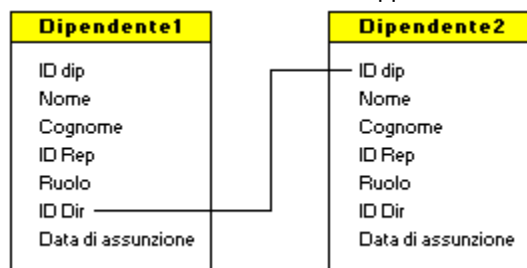 Dipendente1
ID dip
Nome
Cognome
ID Rep
Ruolo
ID Dir
Data di assunzione
Dipendente2
ID dip
Nome
Cognome
ID Rep
Ruolo
ID Dir
Data di assunzione